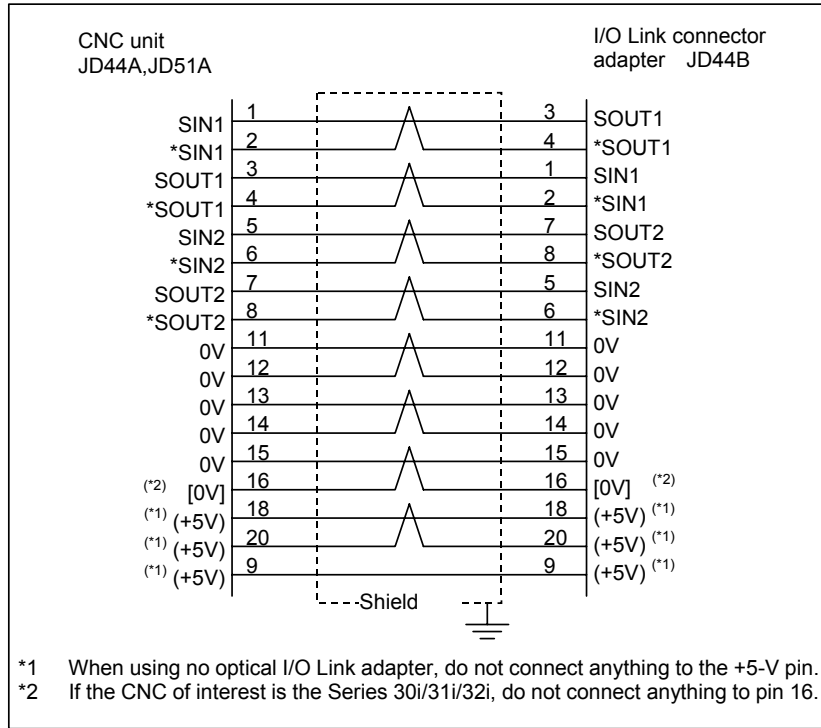 CNC unit
JD44A,JD51A
I/O Link connector
adapter JD44B
SIN1 1 3 SOUT1
*SIN1 2 4 *SOUT1
SOUT1 3 1 SIN1
*SOUT1 4 2 *SIN1
SIN2 5 7 SOUT2
*SIN2 6 8 *SOUT2
SOUT2 7 5 SIN2
*SOUT2 8 6 *SIN2
0V 11 11 0V
0V 12 12 0V
0V 13 13 0V
0V 14 14 0V
0V 15 15 0V
(*2) [0V] 16 16 [0V] (*2)
(*1) (+5V) 18 18 (+5V) (*1)
(*1) (+5V) 20 20 (+5V) (*1)
(*1) (+5V) 9 9 (+5V) (*1)
Shield
*1 When using no optical I/O Link adapter, do not connect anything to the +5-V pin.
*2 If the CNC of interest is the Series 30i/31i/32i, do not connect anything to pin 16.